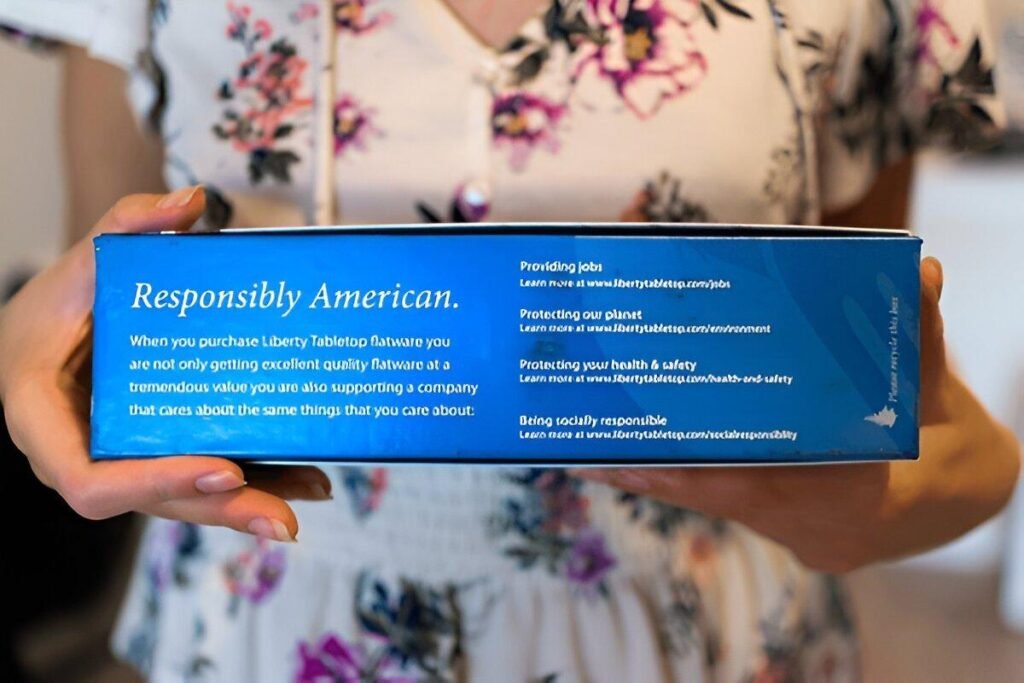 Responsibly American.
When you purchase Liberty Tabletop flatware you
are not only getting excellent quality flatware at a
tremendous value you are also supporting a company
that cares about the same things that you care about:
Providing jobs
Learn more at www.libertytabletop.com/jobs
Protecting our planet
Learn more at www.libertytabletop.com/environment
Protecting your health & safety
Learn more at www.libertytabletop.com/health-and-safety
Being socially responsible
Learn more at www.libertytabletop.com/socialresponsibility
Please recycle this box